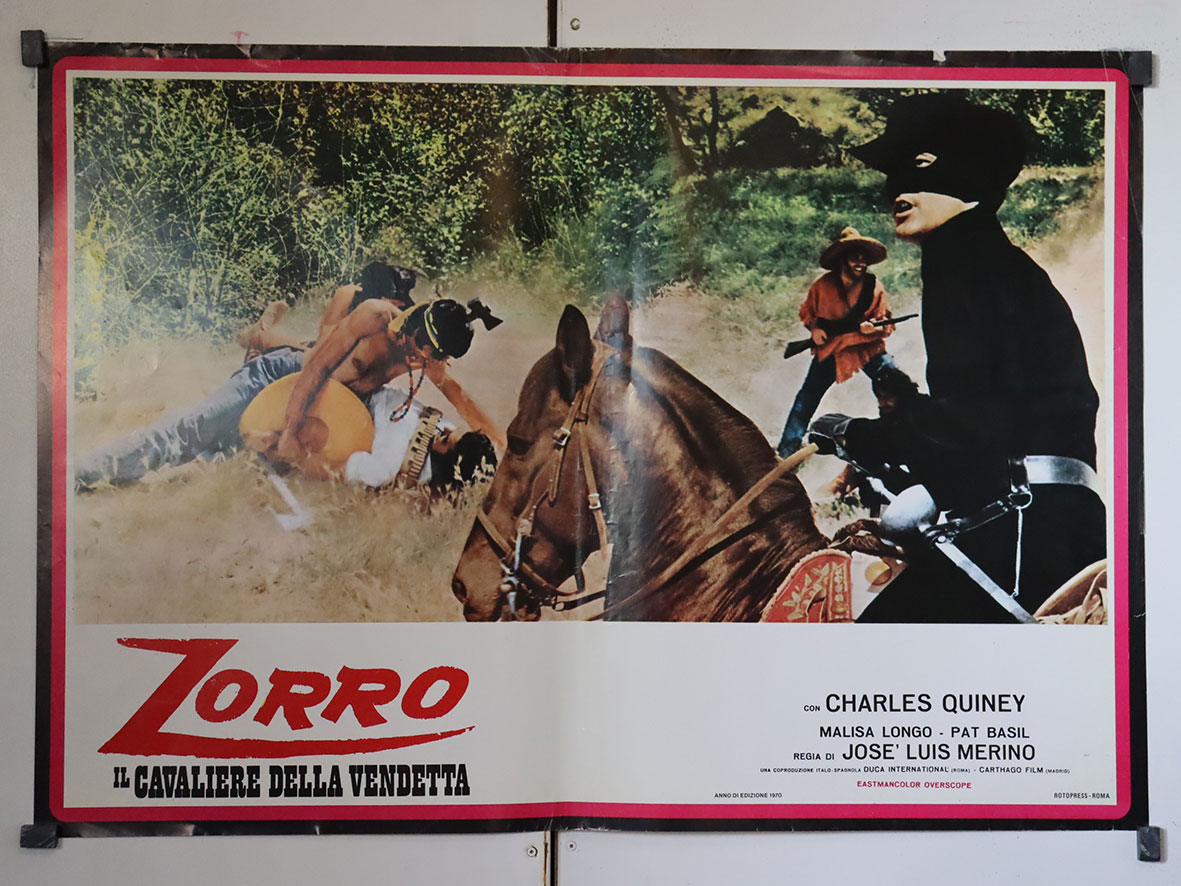 ZORRO
IL CAVALIERE DELLA VENDETTA
CON CHARLES QUINEY
MALISA LONGO - PAT BASIL
REGIA DI JOSE' LUIS MERINO
UNA COPRODUZIONE ITALO-SPAGNOLA DUCA INTERNATIONAL (ROMA) - CARTHAGO FILM (MADRID)
EASTMANCOLOR OVERSCOPE
ANNO DI EDIZIONE 1970
ROTOPRESS-ROMA